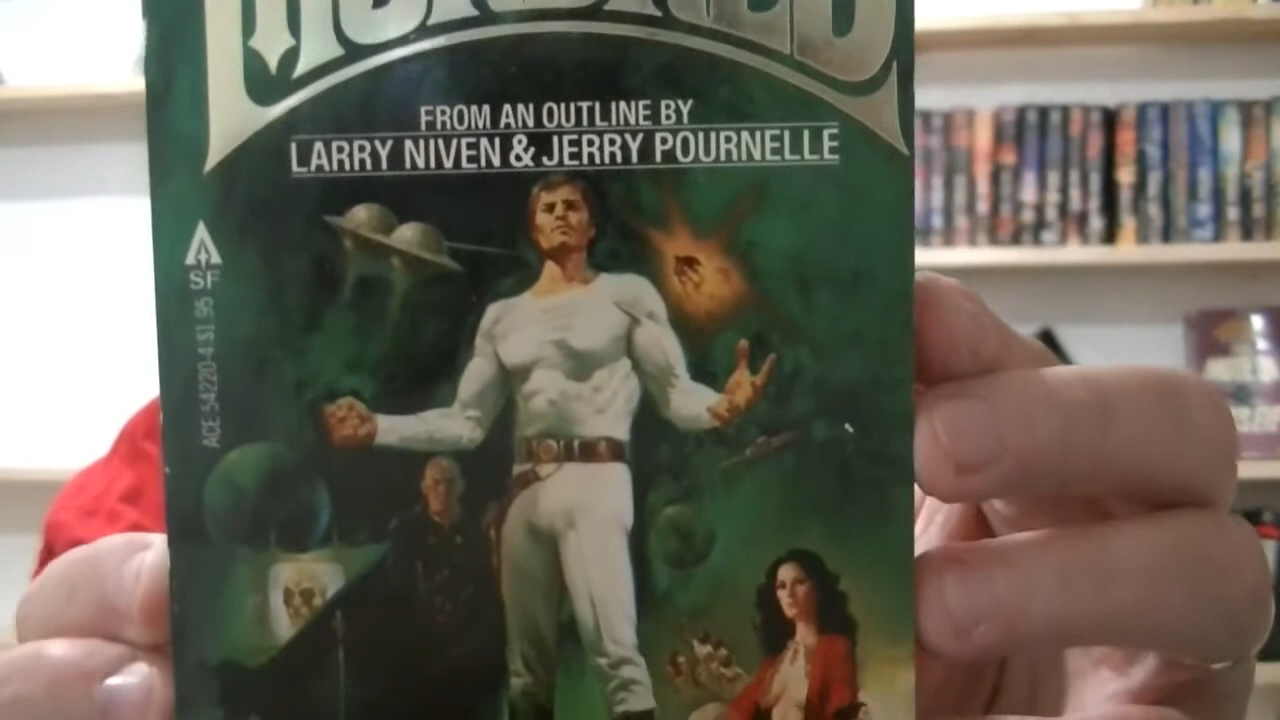 FROM AN OUTLINE BY
LARRY NIVEN & JERRY POURNELLE
SF
ACE 54220-4 $1.95